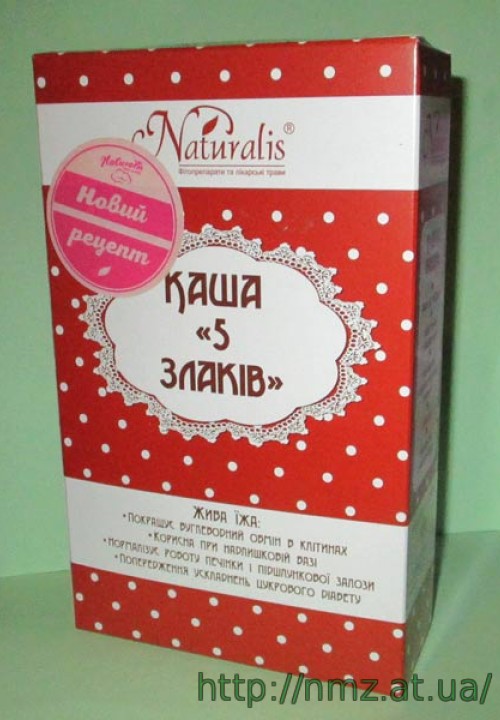 Naturalis®
Фітопрепарати та лікарські трави
Naturalis
Новий
рецепт
КАША
«5
ЗЛАКІВ»
ЖИВА ЇЖА:
•ПОКРАЩУЄ ВУГЛЕВОДНИЙ ОБМІН В КЛІТИНАХ
•КОРИСНА ПРИ НАДЛИШКОВІЙ ВАЗІ
•НОРМАЛІЗУЄ РОБОТУ ПЕЧІНКИ І ПІДШЛУНКОВОЇ ЗАЛОЗИ
•ПОПЕРЕДЖЕННЯ УСКЛАДНЕНЬ ЦУКРОВОГО ДІАБЕТУ
http://nmz.at.ua/